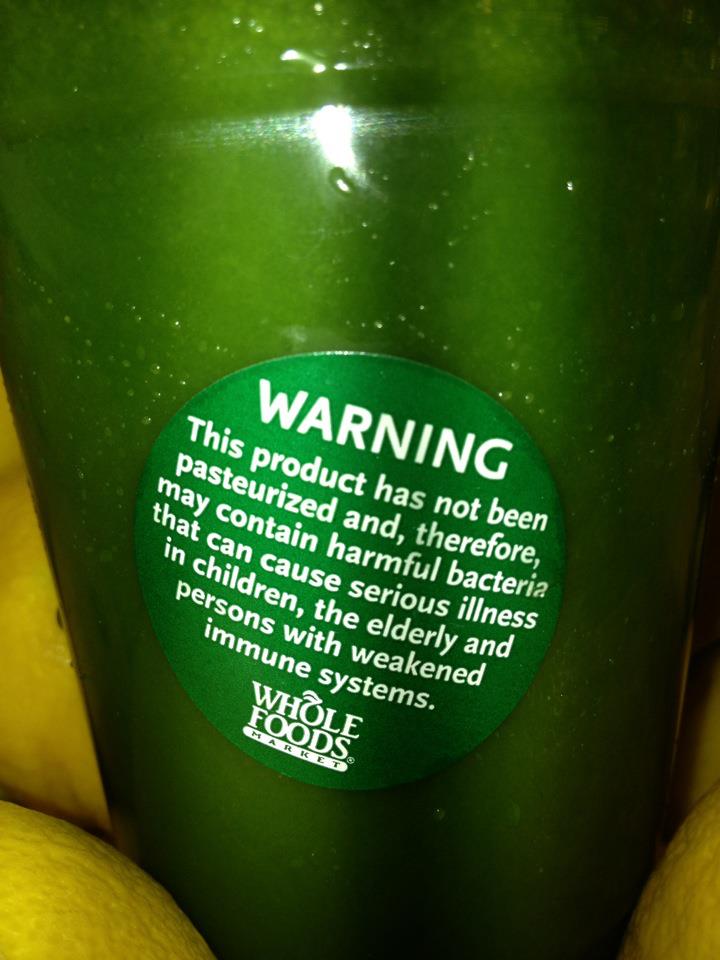 WARNING
This product has not been
pasteurized and, therefore,
may contain harmful bacteria
that can cause serious illness
in children, the elderly and
persons with weakened
immune systems.
WHOLE
FOODS
MARKET®